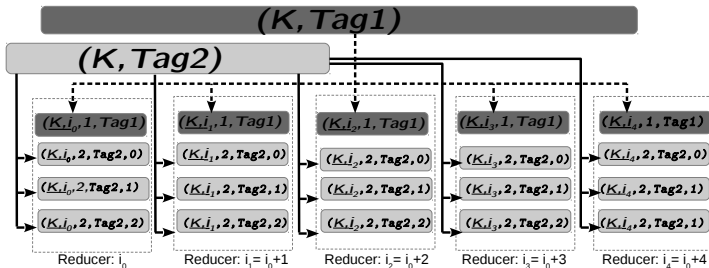 (K,Tag1)
(K,Tag2)
(K,i₀,1,Tag1) (K,i₁,1,Tag1) (K,i₂,1,Tag1) (K,i₃,1,Tag1) (K,i₄,1,Tag1)
(K,i₀,2,Tag2,0) (K,i₁,2,Tag2,0) (K,i₂,2,Tag2,0) (K,i₃,2,Tag2,0) (K,i₄,2,Tag2,0)
(K,i₀,2,Tag2,1) (K,i₁,2,Tag2,1) (K,i₂,2,Tag2,1) (K,i₃,2,Tag2,1) (K,i₄,2,Tag2,1)
(K,i₀,2,Tag2,2) (K,i₁,2,Tag2,2) (K,i₂,2,Tag2,2) (K,i₃,2,Tag2,2) (K,i₄,2,Tag2,1)
Reducer: i₀ Reducer: i₁= i₀+1 Reducer: i₂= i₀+2 Reducer: i₃= i₀+3 Reducer: i₄= i₀+4